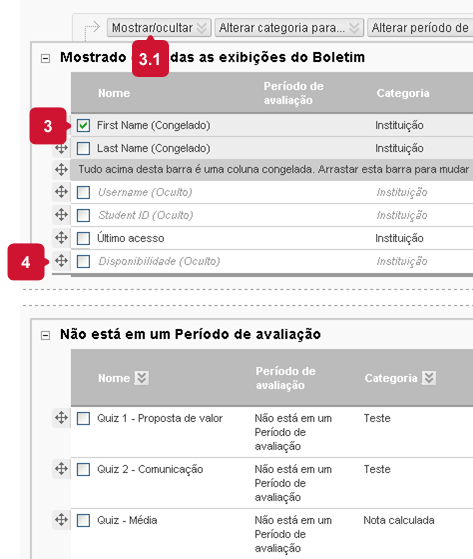 Mostrar/ocultar Alterar categoria para... Alterar período de
3.1
Mostrado das as exibições do Boletim
Nome Período de avaliação Categoria
3 First Name (Congelado) Instituição
Last Name (Congelado) Instituição
Tudo acima desta barra é uma coluna congelada. Arrastar esta barra para mudar
Username (Oculto) Instituição
Student ID (Oculto) Instituição
Último acesso Instituição
4 Disponibilidade (Oculto) Instituição
Não está em um Período de avaliação
Nome Período de avaliação Categoria
Quiz 1 - Proposta de valor Não está em um Período de avaliação Teste
Quiz 2 - Comunicação Não está em um Período de avaliação Teste
Quiz - Média Não está em um Período de avaliação Nota calculada